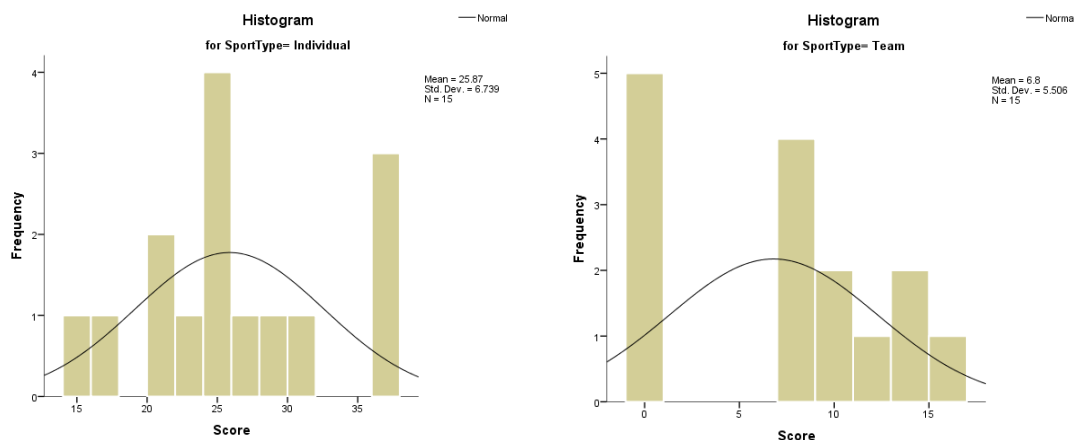 Histogram
for SportType= Individual
Normal
Mean = 25.87
Std. Dev. = 6.739
N = 15
4
3
2
1
0
Frequency
15
20
25
30
35
Score
Histogram
for SportType= Team
Norma
Mean = 6.8
Std. Dev. = 5.506
N = 15
5
4
3
2
1
0
Frequency
0
5
10
15
Score